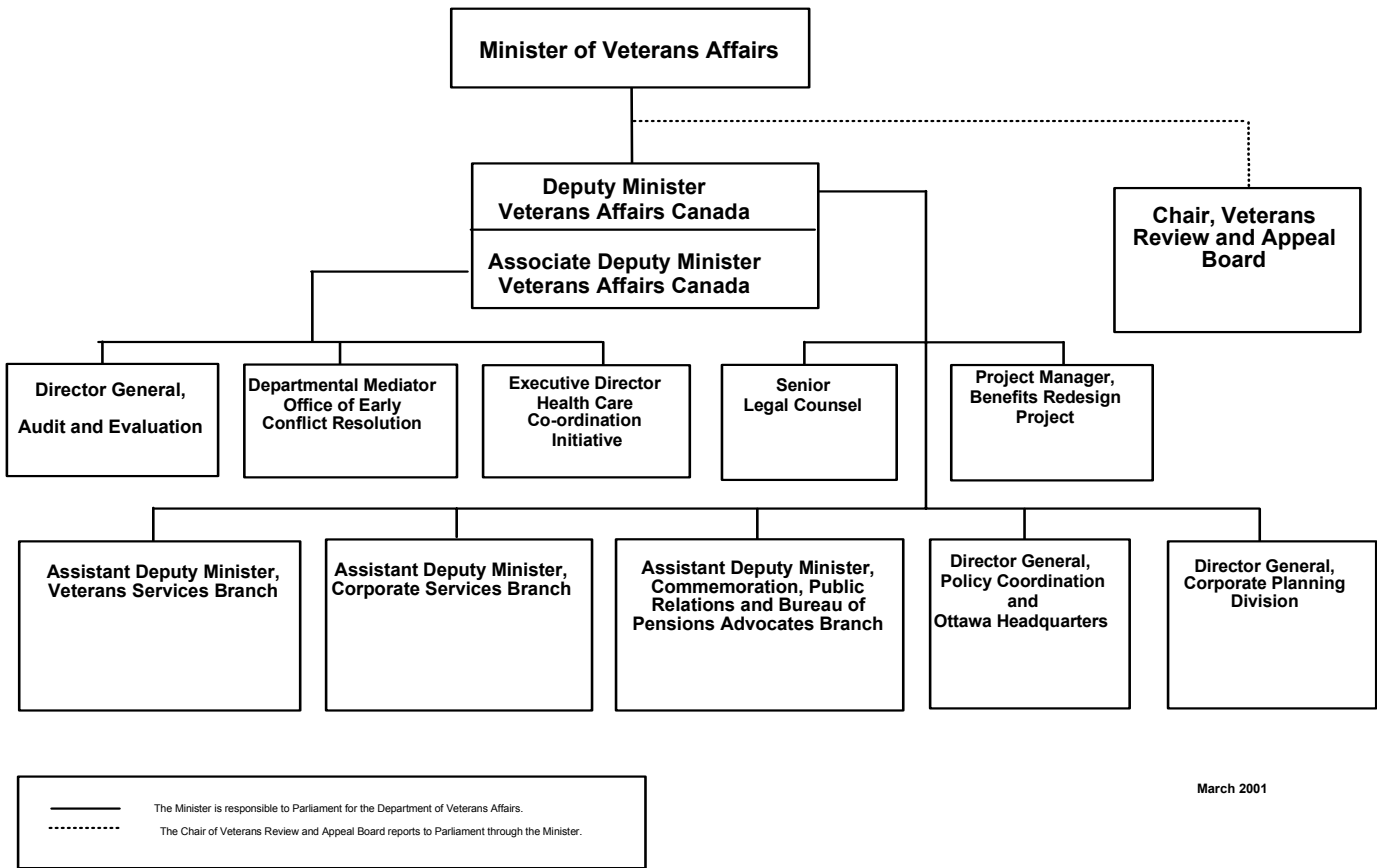 Minister of Veterans Affairs
Deputy Minister
Veterans Affairs Canada
Associate Deputy Minister
Veterans Affairs Canada
Chair, Veterans
Review and Appeal
Board
Director General,
Audit and Evaluation
Departmental Mediator
Office of Early
Conflict Resolution
Executive Director
Health Care
Co-ordination
Initiative
Senior
Legal Counsel
Project Manager,
Benefits Redesign
Project
Assistant Deputy Minister,
Veterans Services Branch
Assistant Deputy Minister,
Corporate Services Branch
Assistant Deputy Minister,
Commemoration, Public
Relations and Bureau of
Pensions Advocates Branch
Director General,
Policy Coordination
and
Ottawa Headquarters
Director General,
Corporate Planning
Division
The Minister is responsible to Parliament for the Department of Veterans Affairs.
The Chair of Veterans Review and Appeal Board reports to Parliament through the Minister.
March 2001